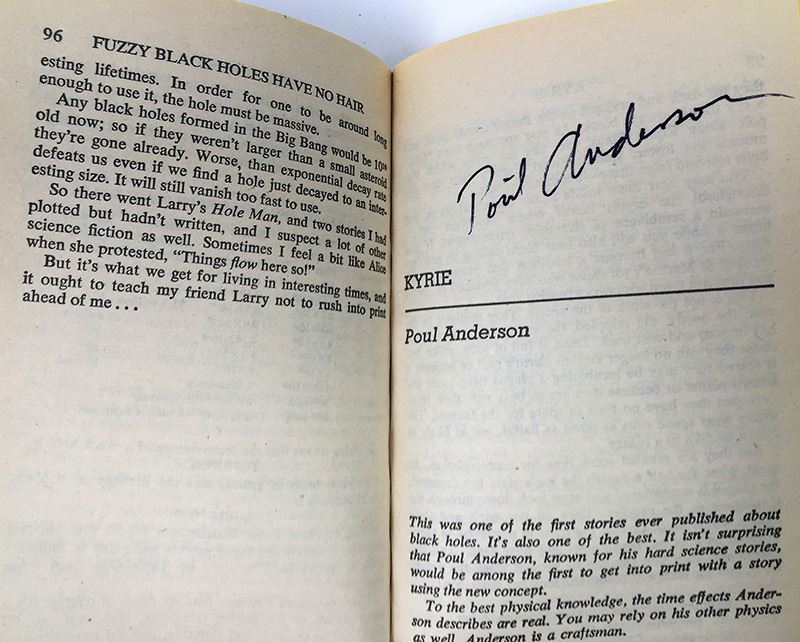 96 FUZZY BLACK HOLES HAVE NO HAIR
esting lifetimes. In order for one to be around long
enough to use it, the hole must be massive.
Any black holes formed in the Big Bang would be
old now; so if they weren't larger than a small asteroid
they're gone already. Worse, than exponential decay rate
defeats us even if we find a hole just decayed to an inter-
esting size. It will still vanish too fast to use.
So there went Larry's Hole Man, and two stories I had
plotted but hadn't written, and I suspect a lot of other
science fiction as well. Sometimes I feel a bit like Alice
when she protested, "Things flow here so!"
But it's what we get for living in interesting times, and
it ought to teach my friend Larry not to rush into print
ahead of me . . .
Poul Anderson
KYRIE
Poul Anderson
This was one of the first stories ever published about
black holes. It's also one of the best. It isn't surprising
that Poul Anderson, known for his hard science stories,
would be among the first to get into print with a story
using the new concept.
To the best physical knowledge, the time effects Ander-
son describes are real. You may rely on his other physics
as well. Anderson is a craftsman.